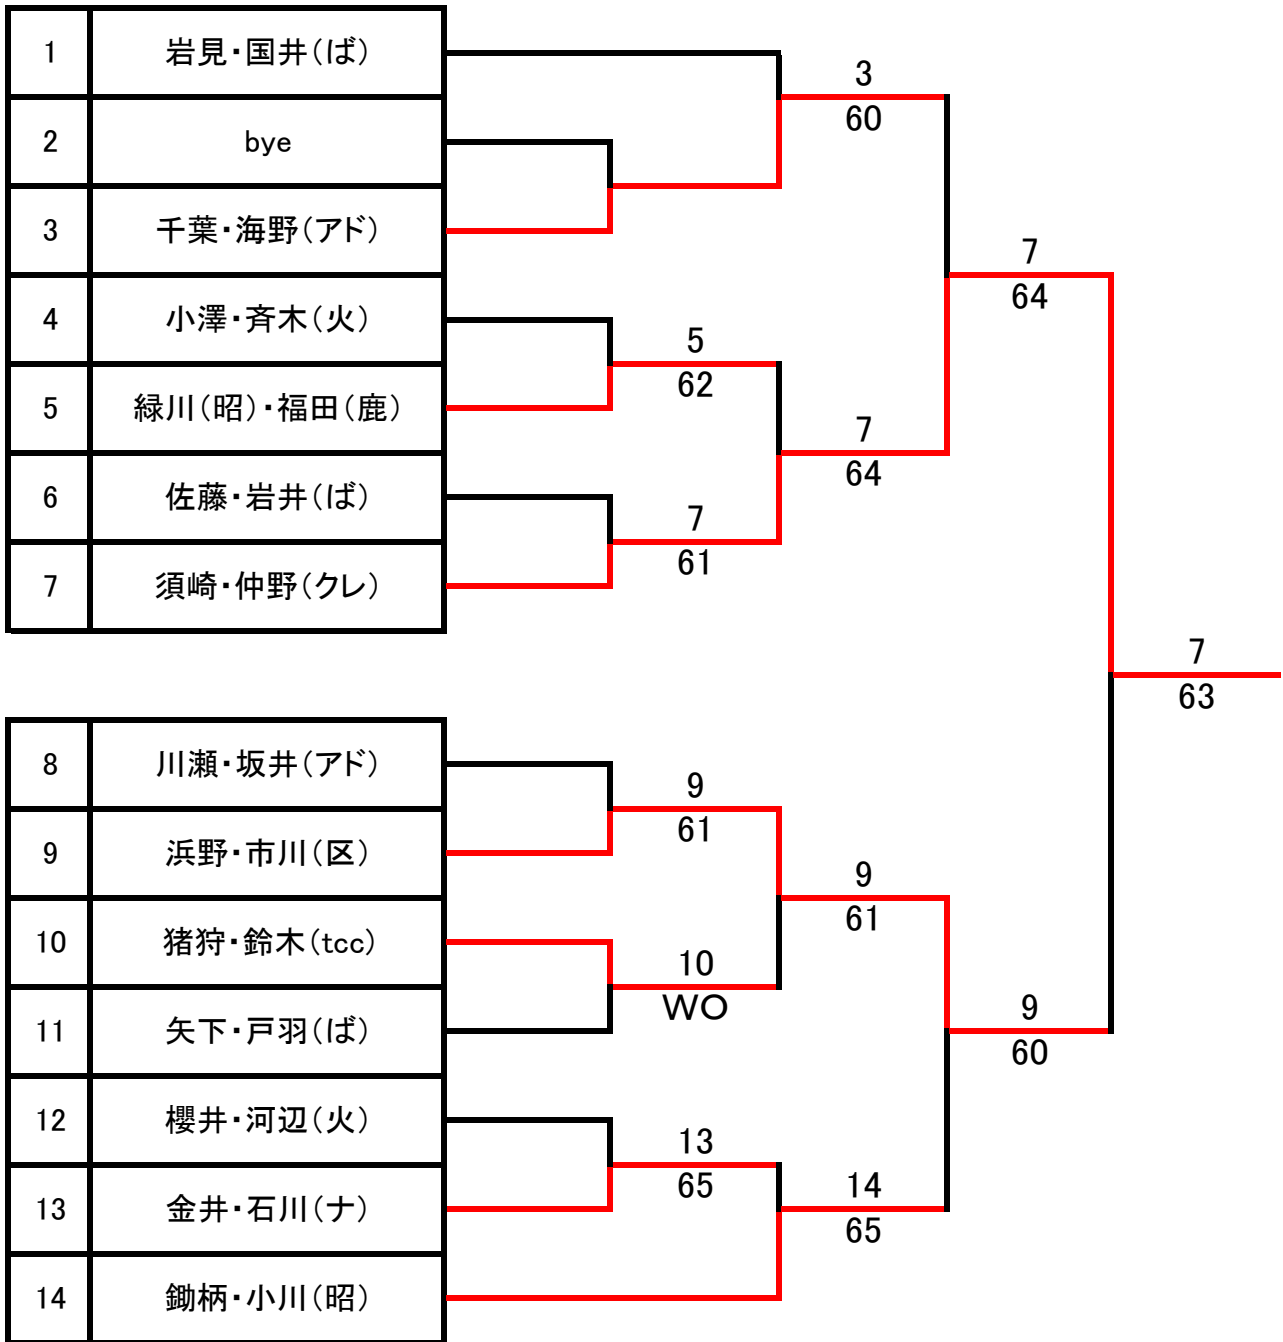 1 岩見・国井(ば)
2 bye
3 千葉・海野(アド)
4 小澤・斉木(火)
5 緑川(昭)・福田(鹿)
6 佐藤・岩井(ば)
7 須崎・仲野(クレ)
3
60
5
62
7
61
7
64
7
64
7
63
8 川瀬・坂井(アド)
9 浜野・市川(区)
10 猪狩・鈴木(tcc)
11 矢下・戸羽(ば)
12 櫻井・河辺(火)
13 金井・石川(ナ)
14 鋤柄・小川(昭)
9
61
10
WO
13
65
9
61
14
65
9
60